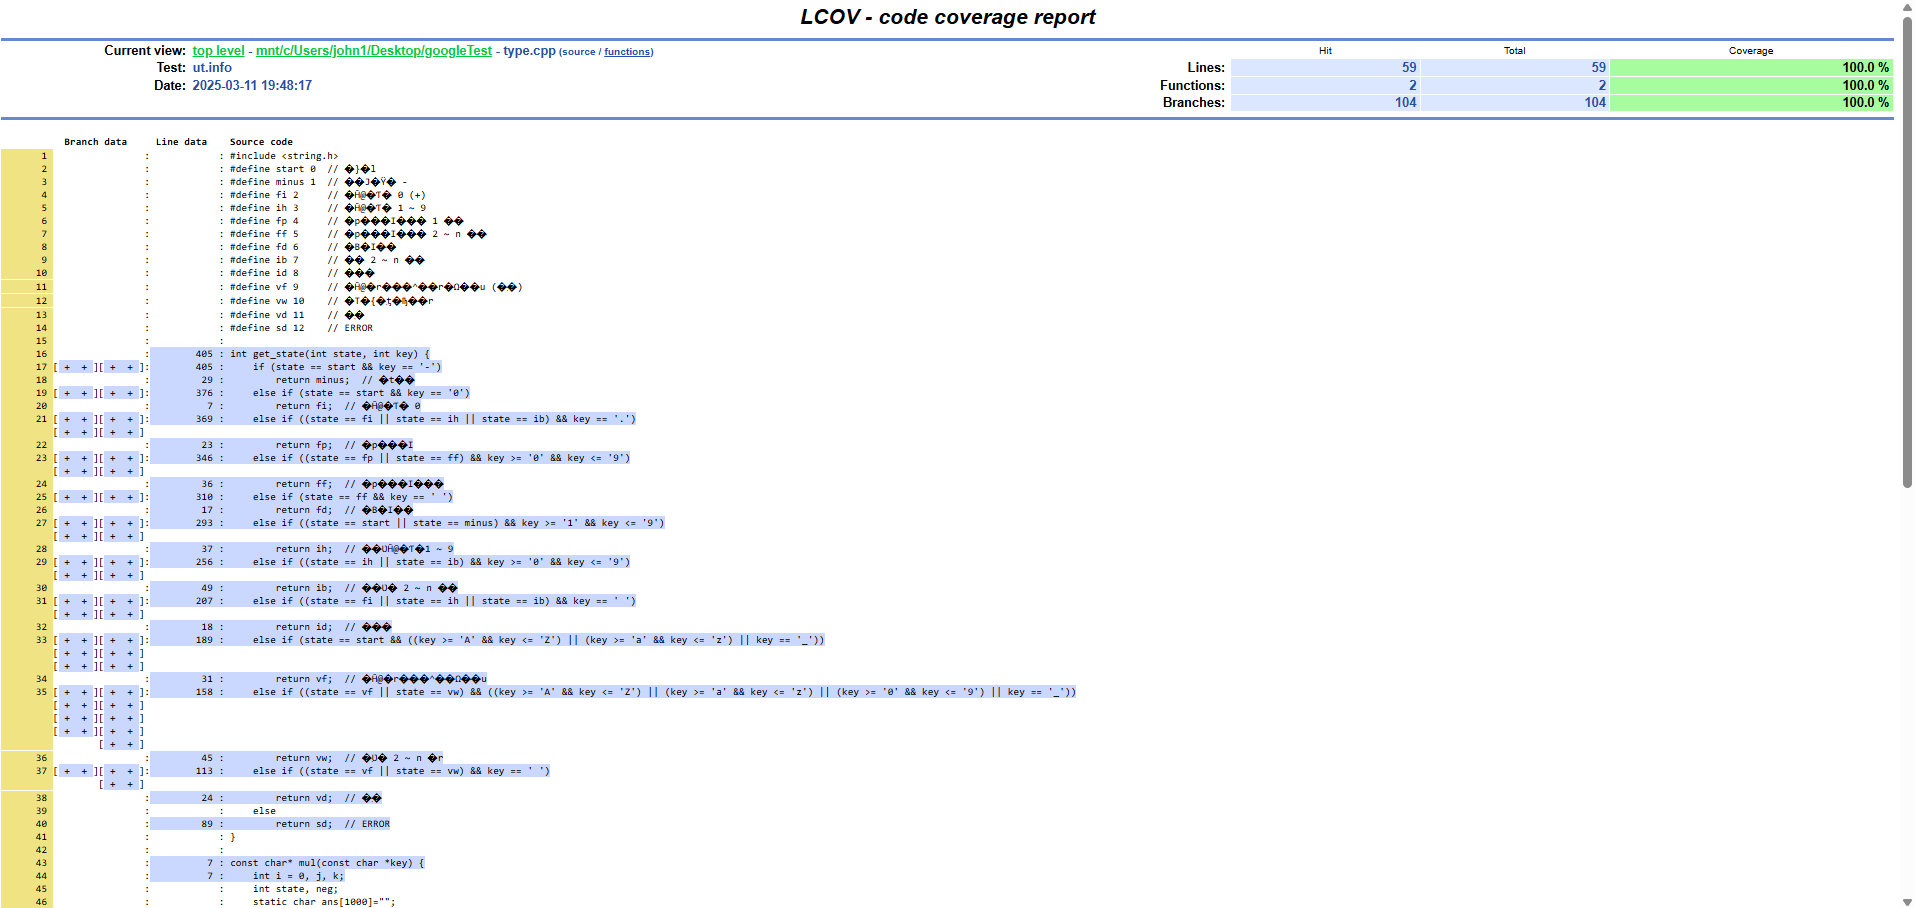 LCOV - code coverage report
Current view: top level - mnt/c/Users/john1/Desktop/googleTest - type.cpp (source / functions) Hit Total Coverage
Test: ut.info Lines: 59 59 100.0 %
Date: 2025-03-11 19:48:17 Functions: 2 2 100.0 %
Branches: 104 104 100.0 %
Branch data Line data Source code
1 : : #include <string.h>
2 : : #define start 0 // �}�l
3 : : #define minus 1 // ��J�Ÿ� -
4 : : #define fi 2 // 0 (+)
5 : : #define ih 3 // 1 ~ 9
6 : : #define fp 4 // �p���I��� 1 ��
7 : : #define ff 5 // �p���I��� 2 ~ n ��
8 : : #define fd 6 // �B�I��
9 : : #define ib 7 // �� 2 ~ n ��
10 : : #define id 8 // ���
11 : : #define vf 9 // (��)
12 : : #define vw 10 //
13 : : #define vd 11 // ��
14 : : #define sd 12 // ERROR
15 : :
16 : 405 : int get_state(int state, int key) {
17 [ + + ][ + + ]: 405 : if (state == start && key == '-')
18 : 29 : return minus; // �t��
19 [ + + ][ + + ]: 376 : else if (state == start && key == '0')
20 : 7 : return fi; // 0
21 [ + + ][ + + ]: 369 : else if ((state == fi || state == ih || state == ib) && key == '.')
[ + + ][ + + ]
22 : 23 : return fp; // �p���I
23 [ + + ][ + + ]: 346 : else if ((state == fp || state == ff) && key >= '0' && key <= '9')
[ + + ][ + + ]
24 : 36 : return ff; // �p���I���
25 [ + + ][ + + ]: 310 : else if (state == ff && key == ' ')
26 : 17 : return fd; // �B�I��
27 [ + + ][ + + ]: 293 : else if ((state == start || state == minus) && key >= '1' && key <= '9')
[ + + ][ + + ]
28 : 37 : return ih; // 1 ~ 9
29 [ + + ][ + + ]: 256 : else if ((state == ih || state == ib) && key >= '0' && key <= '9')
[ + + ][ + + ]
30 : 49 : return ib; // 2 ~ n ��
31 [ + + ][ + + ]: 207 : else if ((state == fi || state == ih || state == ib) && key == ' ')
[ + + ][ + + ]
32 : 18 : return id; // ���
33 [ + + ][ + + ]: 189 : else if (state == start && ((key >= 'A' && key <= 'Z') || (key >= 'a' && key <= 'z') || key == '_'))
[ + + ][ + + ]
[ + + ][ + + ]
34 : 31 : return vf; //
35 [ + + ][ + + ]: 158 : else if ((state == vf || state == vw) && ((key >= 'A' && key <= 'Z') || (key >= 'a' && key <= 'z') || (key >= '0' && key <= '9') || key == '_'))
[ + + ][ + + ]
[ + + ][ + + ]
[ + + ][ + + ]
[ + + ]
36 : 45 : return vw; // 2 ~ n �r
37 [ + + ][ + + ]: 113 : else if ((state == vf || state == vw) && key == ' ')
[ + + ]
38 : 24 : return vd; // ��
39 : : else
40 : 89 : return sd; // ERROR
41 : : }
42 : :
43 : 7 : const char* mul(const char *key) {
44 : 7 : int i = 0, j, k;
45 : : int state, neg;
46 : : static char ans[1000]="";